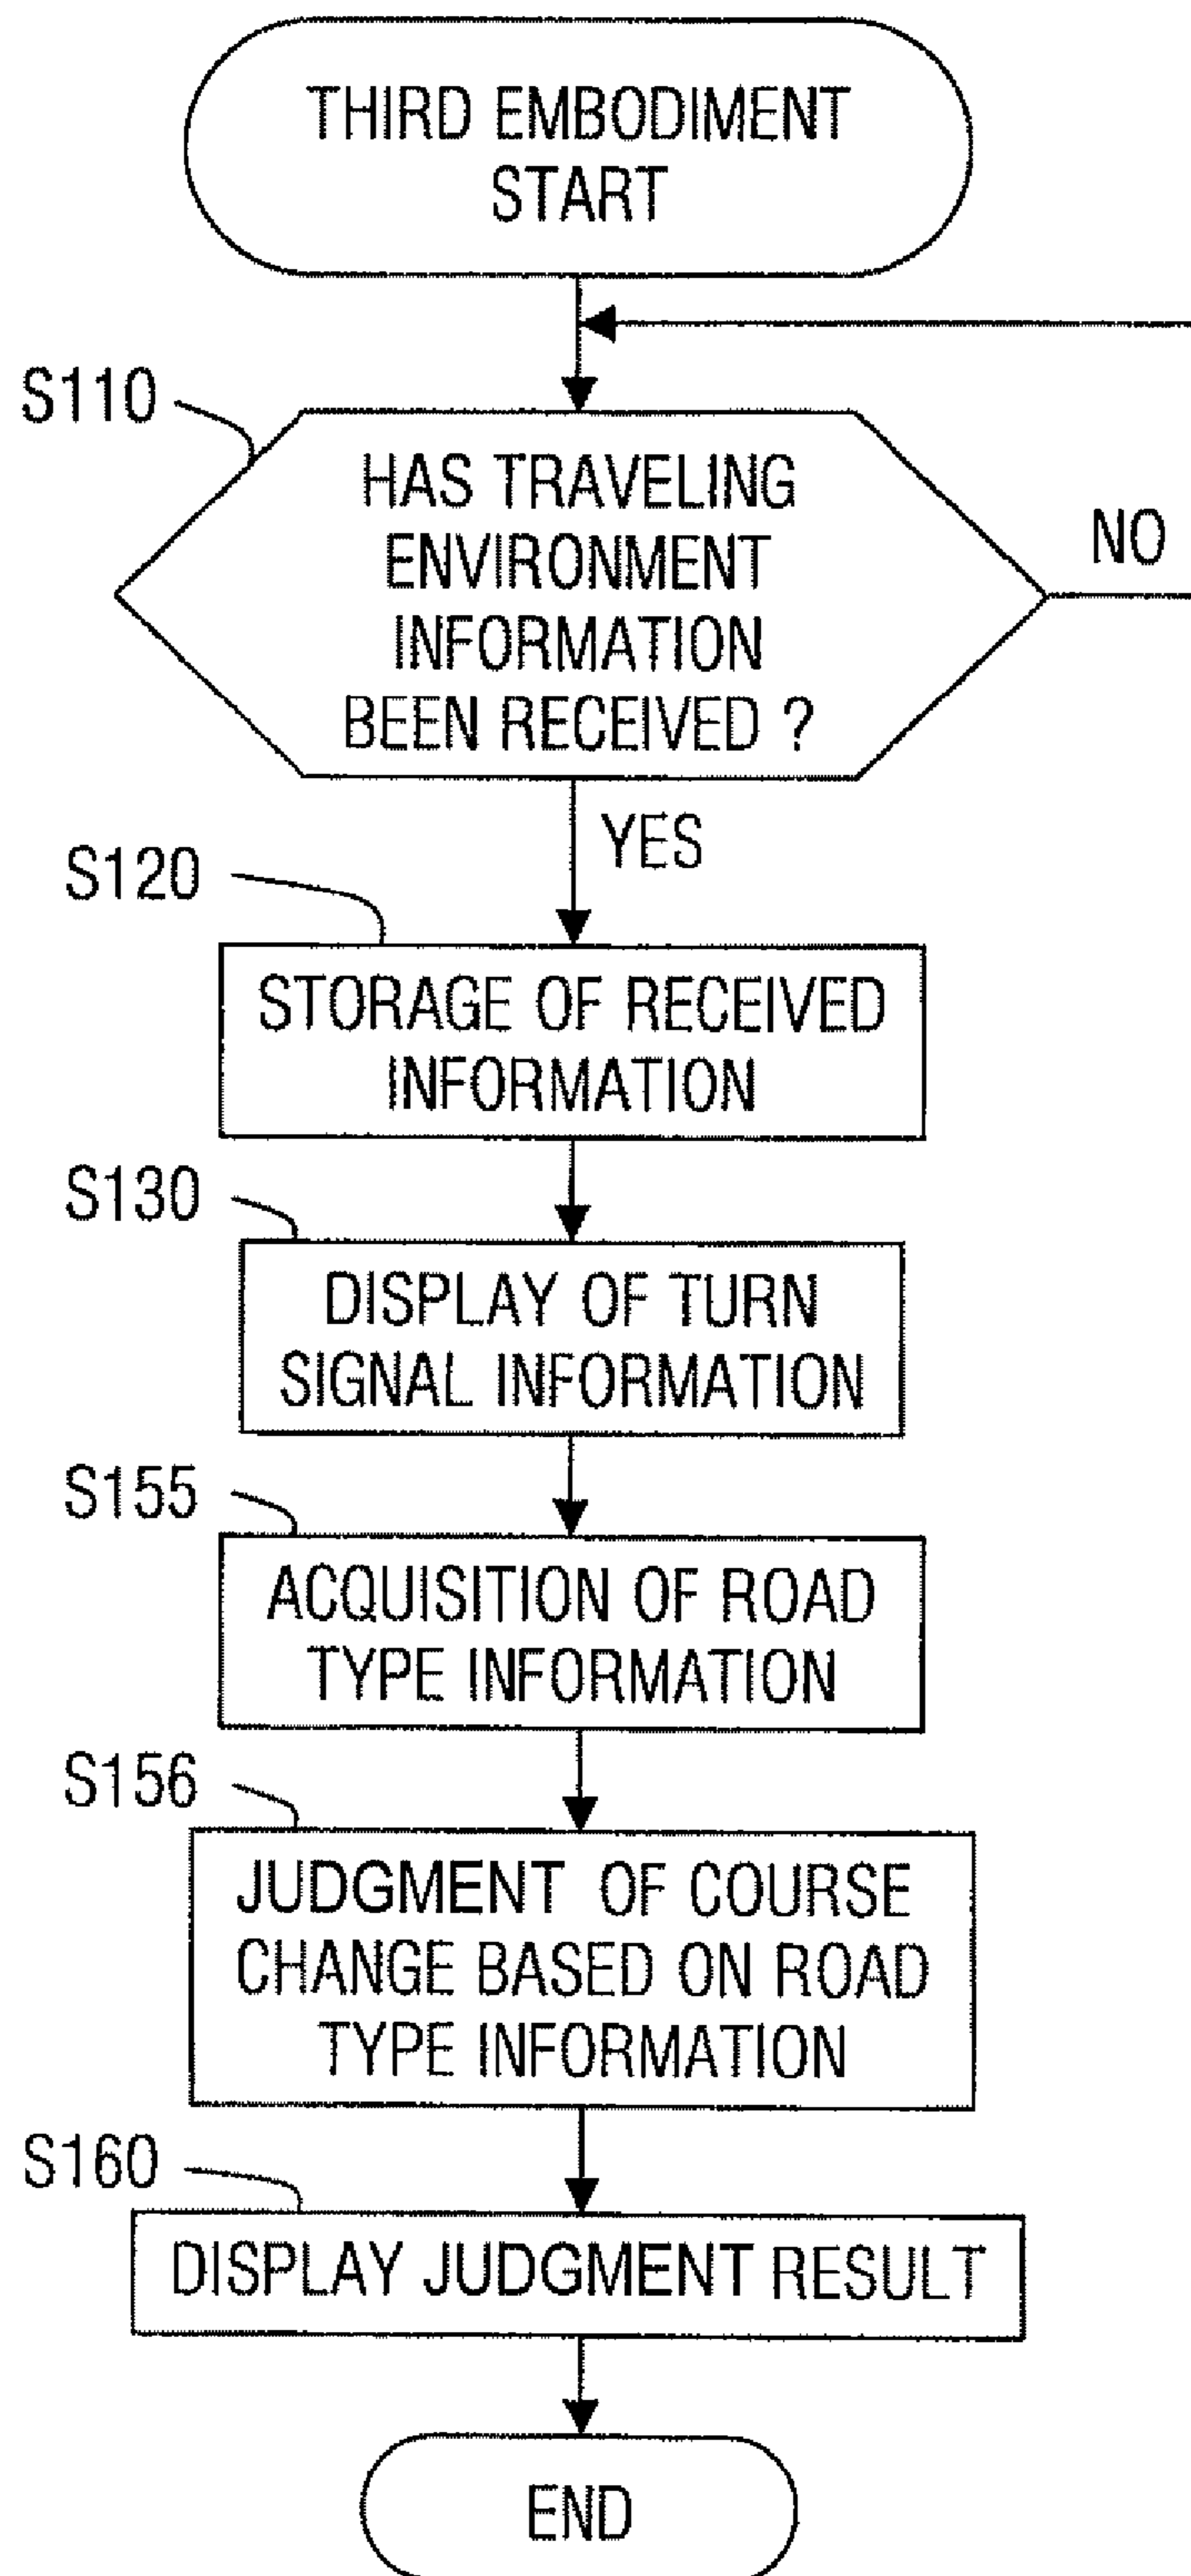 THIRD EMBODIMENT
START
S110
HAS TRAVELING
ENVIRONMENT
INFORMATION
BEEN RECEIVED ?
NO
YES
S120
STORAGE OF RECEIVED
INFORMATION
S130
DISPLAY OF TURN
SIGNAL INFORMATION
S155
ACQUISITION OF ROAD
TYPE INFORMATION
S156
JUDGMENT OF COURSE
CHANGE BASED ON ROAD
TYPE INFORMATION
S160
DISPLAY JUDGMENT RESULT
END